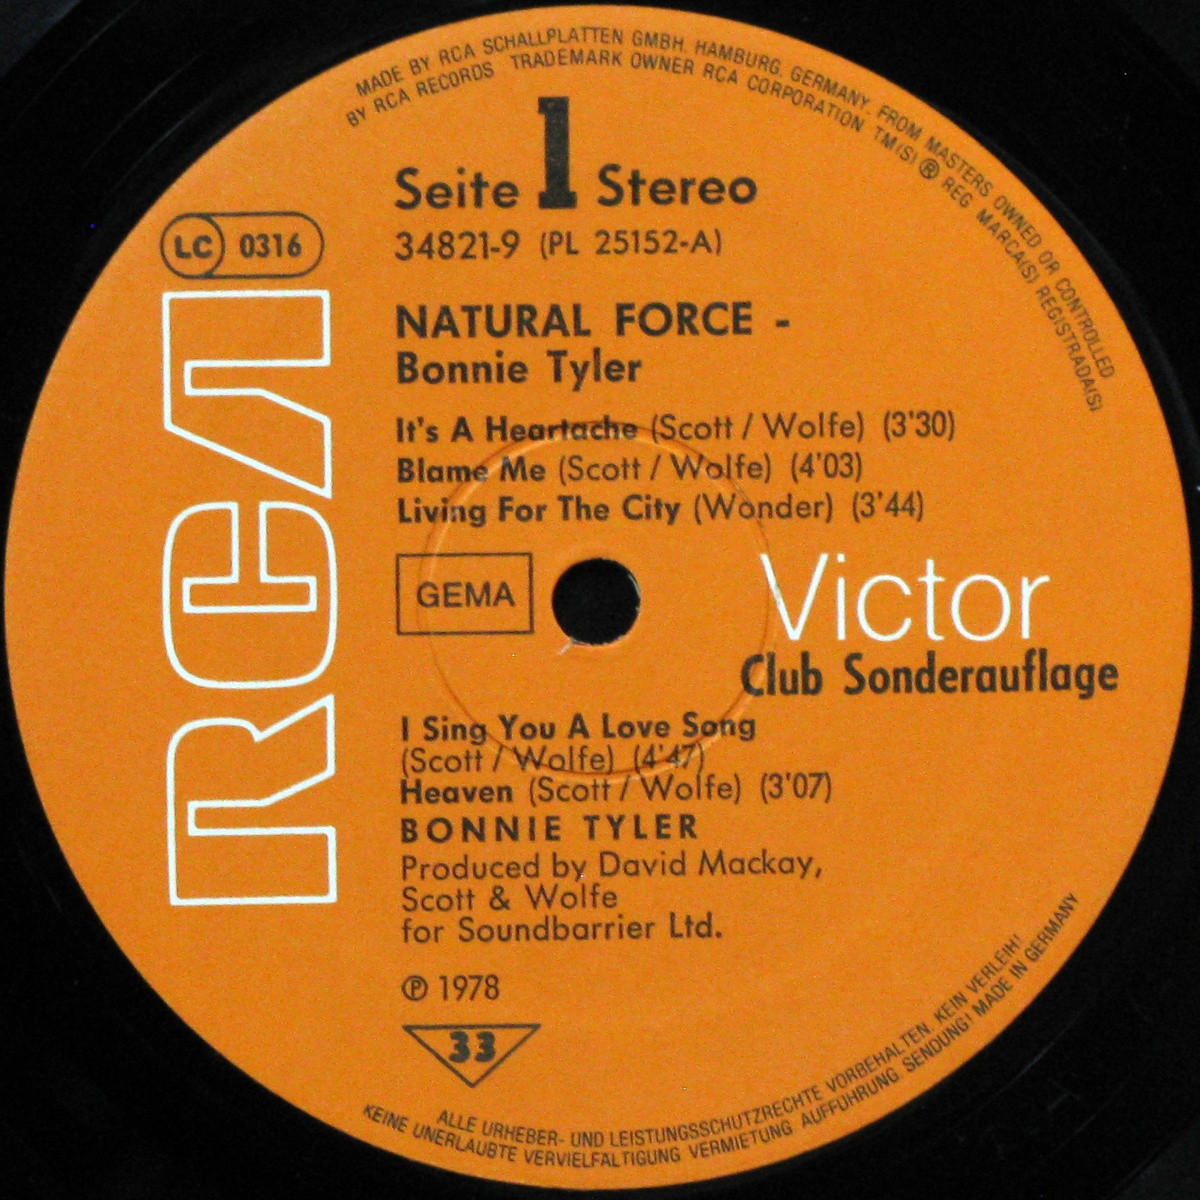 MADE BY RCA SCHALLPLATTEN GMBH. HAMBURG. GERMANY. FROM MASTERS OWNED OR CONTROLLED
BY RCA RECORDS TRADEMARK OWNER RCA CORPORATION TM(S) ® REG MARCA(S) REGISTRADA(S)
Seite 1 Stereo
LC 0316
34821-9 (PL 25152-A)
NATURAL FORCE -
Bonnie Tyler
It's A Heartache (Scott / Wolfe) (3'30)
Blame Me (Scott / Wolfe) (4'03)
Living For The City (Wonder) (3'44)
RCA
GEMA
Victor
Club Sonderauflage
I Sing You A Love Song
(Scott / Wolfe) (4'47)
Heaven (Scott / Wolfe) (3'07)
BONNIE TYLER
Produced by David Mackay,
Scott & Wolfe
for Soundbarrier Ltd.
℗ 1978
33
ALLE URHEBER- UND LEISTUNGSSCHUTZRECHTE VORBEHALTEN. KEIN VERLEIH!
KEINE UNERLAUBTE VERVIELFALTIGUNG VERMIETUNG AUFFUHRUNG. SENDUNG! MADE IN GERMANY